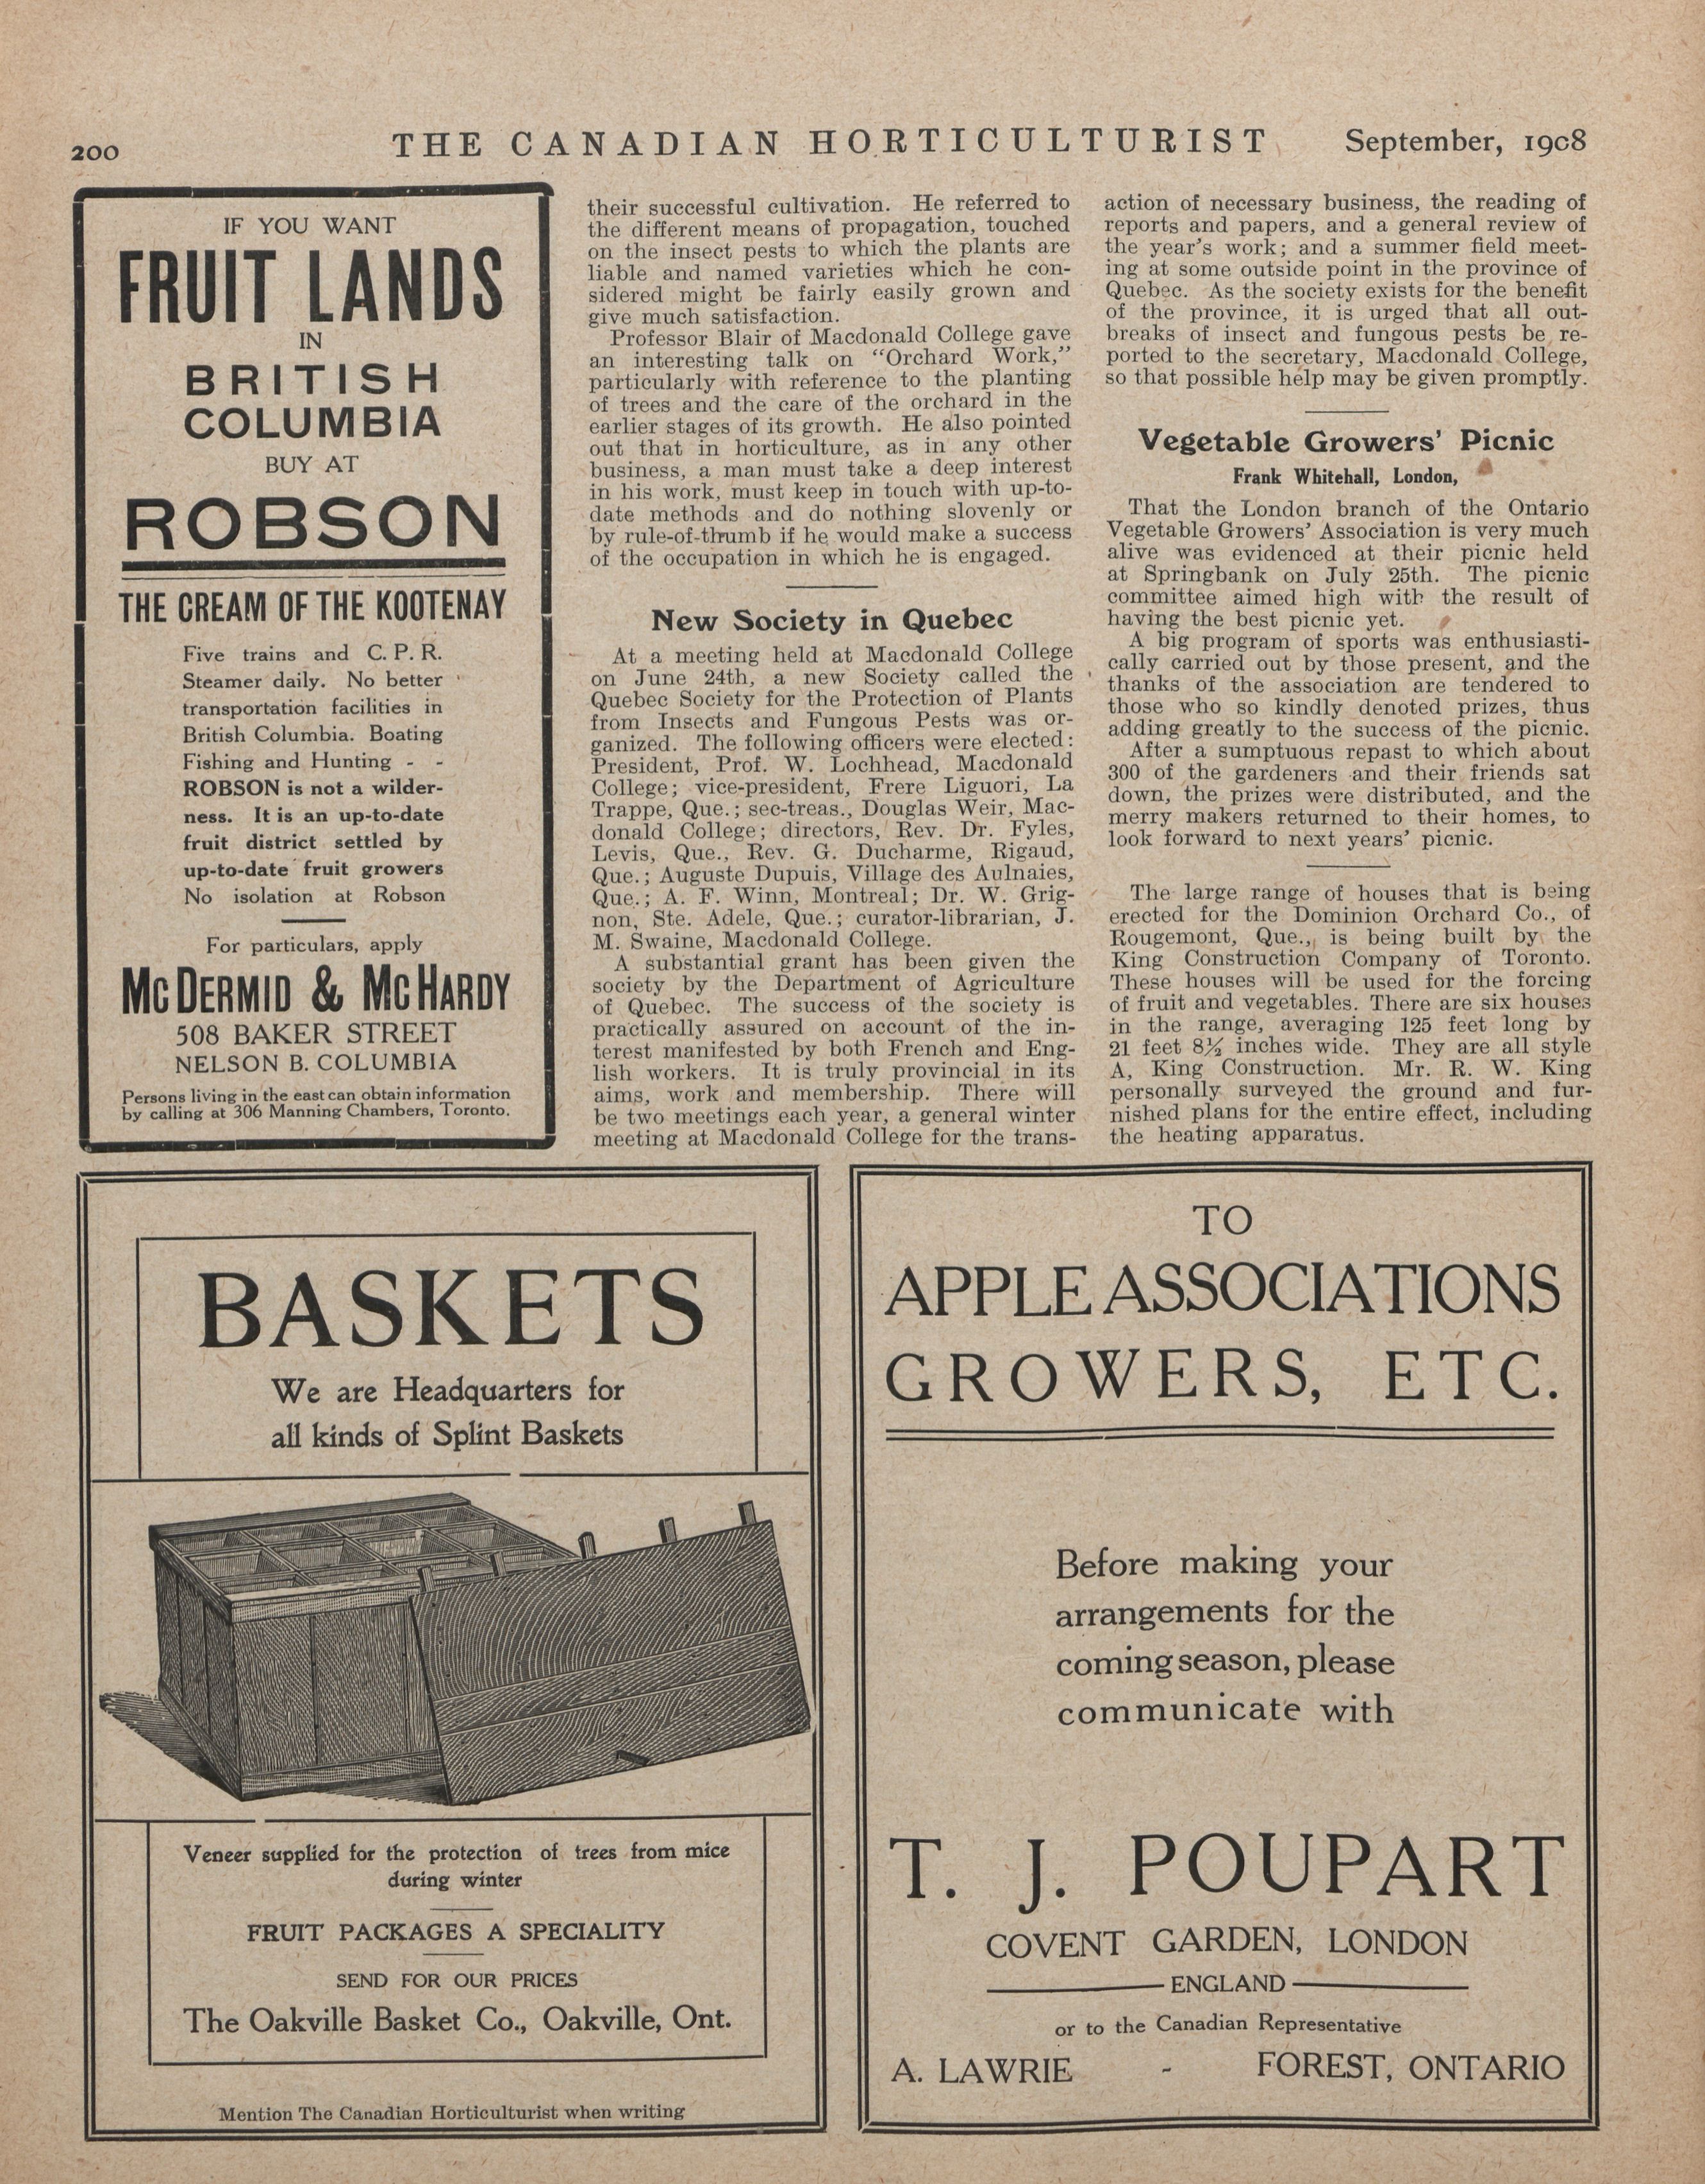 200
THE CANADIAN HORTICULTURIST
September, 1908
IF YOU WANT
FRUIT LANDS
IN
BRITISH
COLUMBIA
BUY AT
ROBSON
THE CREAM OF THE KOOTENAY
Five trains and C. P. R.
Steamer daily. No better
transportation facilities in
British Columbia. Boating
Fishing and Hunting - -
ROBSON is not a wilder-
ness. It is an up-to-date
fruit district settled by
up-to-date fruit growers
No isolation at Robson
For particulars, apply
MCDERMID & MCHARDY
508 BAKER STREET
NELSON B. COLUMBIA
Persons living in the east can obtain information
by calling at 306 Manning Chambers, Toronto.
their successful cultivation. He referred to
the different means of propagation, touched
on the insect pests to which the plants are
liable and named varieties which he con-
sidered might be fairly easily grown and
give much satisfaction.
Professor Blair of Macdonald College gave
an interesting talk on "Orchard Work,"
particularly with reference to the planting
of trees and the care of the orchard in the
earlier stages of its growth. He also pointed
out that in horticulture, as in any other
business, a man must take a deep interest
in his work, must keep in touch with up-to-
date methods and do nothing slovenly or
by rule-of-thumb if he would make a success
of the occupation in which he is engaged.
New Society in Quebec
At a meeting held at Macdonald College
on June 24th, a new Society called the
Quebec Society for the Protection of Plants
from Insects and Fungous Pests was or-
ganized. The following officers were elected:
President, Prof. W. Lochhead, Macdonald
College; vice-president, Frere Liguori, La
Trappe, Que.; sec-treas., Douglas Weir, Mac-
donald College; directors, Rev. Dr. Fyles,
Levis, Que., Rev. G. Ducharme, Rigaud,
Que.; Auguste Dupuis, Village des Aulnaies,
Que.; A. F. Winn, Montreal; Dr. W. Grig-
non, Ste. Adele, Que.; curator-librarian, J.
M. Swaine, Macdonald College.
A substantial grant has been given the
society by the Department of Agriculture
of Quebec. The success of the society is
practically assured on account of the in-
terest manifested by both French and Eng-
lish workers. It is truly provincial in its
aims, work and membership. There will
be two meetings each year, a general winter
meeting at Macdonald College for the trans-
action of necessary business, the reading of
reports and papers, and a general review of
the year's work; and a summer field meet-
ing at some outside point in the province of
Quebec. As the society exists for the benefit
of the province, it is urged that all out-
breaks of insect and fungous pests be re-
ported to the secretary, Macdonald College,
so that possible help may be given promptly.
Vegetable Growers' Picnic
Frank Whitehall, London,
That the London branch of the Ontario
Vegetable Growers' Association is very much
alive was evidenced at their picnic held
at Springbank on July 25th. The picnic
committee aimed high with the result of
having the best picnic yet.
A big program of sports was enthusiasti-
cally carried out by those present, and the
thanks of the association are tendered to
those who so kindly denoted prizes, thus
adding greatly to the success of the picnic.
After a sumptuous repast to which about
300 of the gardeners and their friends sat
down, the prizes were distributed, and the
merry makers returned to their homes, to
look forward to next years' picnic.
The large range of houses that is being
erected for the Dominion Orchard Co., of
Rougemont, Que., is being built by the
King Construction Company of Toronto.
These houses will be used for the forcing
of fruit and vegetables. There are six houses
in the range, averaging 125 feet long by
21 feet 8½ inches wide. They are all style
A, King Construction. Mr. R. W. King
personally surveyed the ground and fur-
nished plans for the entire effect, including
the heating apparatus.
BASKETS
We are Headquarters for
all kinds of Splint Baskets
Veneer supplied for the protection of trees from mice
during winter
FRUIT PACKAGES A SPECIALITY
SEND FOR OUR PRICES
The Oakville Basket Co., Oakville, Ont.
Mention The Canadian Horticulturist when writing
TO
APPLE ASSOCIATIONS
GROWERS, ETC.
Before making your
arrangements for the
coming season, please
communicate with
T. J. POUPART
COVENT GARDEN, LONDON
ENGLAND
or to the Canadian Representative
A. LAWRIE - FOREST, ONTARIO